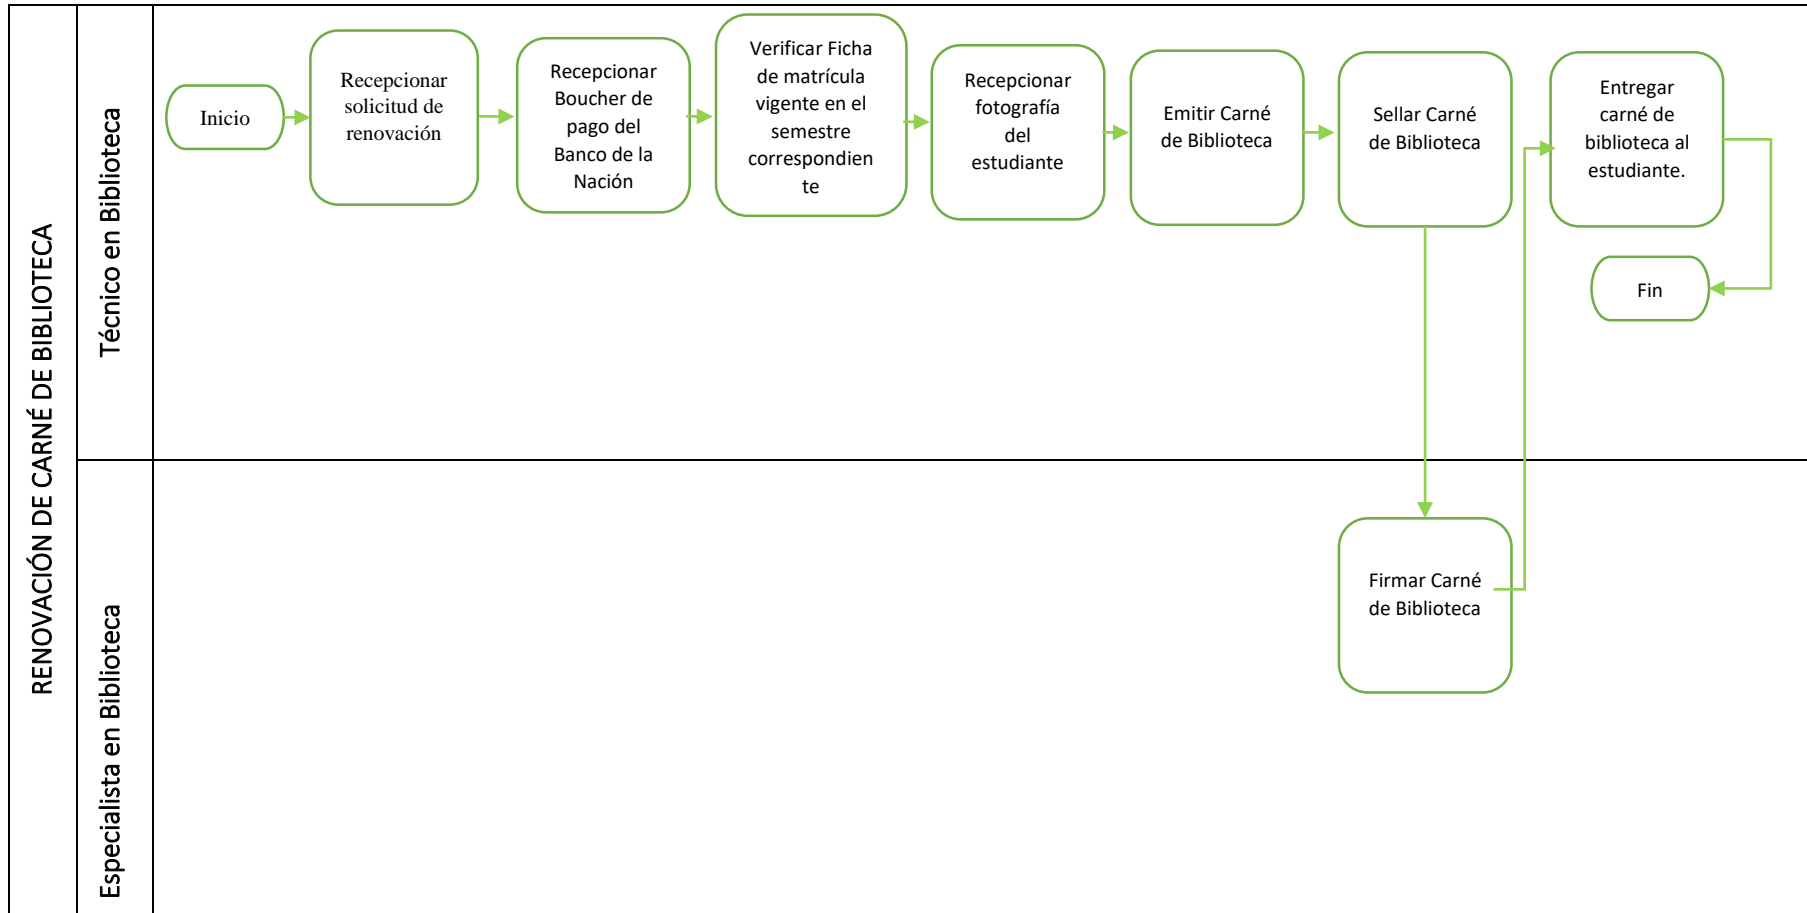 RENOVACIÓN DE CARNÉ DE BIBLIOTECA
Técnico en Biblioteca
Inicio
Recepcionar
solicitud de
renovación
Recepcionar
Boucher de
pago del
Banco de la
Nación
Verificar Ficha
de matrícula
vigente en el
semestre
correspondien
te
Recepcionar
fotografía
del
estudiante
Emitir Carné
de Biblioteca
Sellar Carné
de Biblioteca
Entregar
carné de
biblioteca al
estudiante.
Fin
Especialista en Biblioteca
Firmar Carné
de Biblioteca